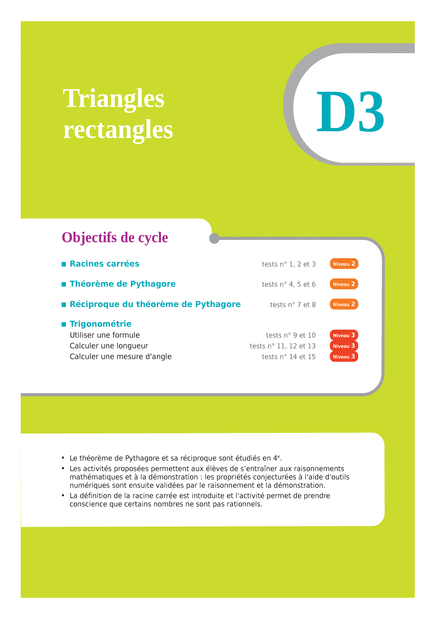 Triangles
rectangles
D3
Objectifs de cycle
■ Racines carrées tests n° 1, 2 et 3 Niveau 2
■ Théorème de Pythagore tests n° 4, 5 et 6 Niveau 2
■ Réciproque du théorème de Pythagore tests n° 7 et 8 Niveau 2
■ Trigonométrie
Utiliser une formule tests n° 9 et 10 Niveau 3
Calculer une longueur tests n° 11, 12 et 13 Niveau 3
Calculer une mesure d'angle tests n° 14 et 15 Niveau 3
• Le théorème de Pythagore et sa réciproque sont étudiés en 4e.
• Les activités proposées permettent aux élèves de s'entraîner aux raisonnements
mathématiques et à la démonstration : les propriétés conjecturées à l'aide d'outils
numériques sont ensuite validées par le raisonnement et la démonstration.
• La définition de la racine carrée est introduite et l'activité permet de prendre
conscience que certains nombres ne sont pas rationnels.